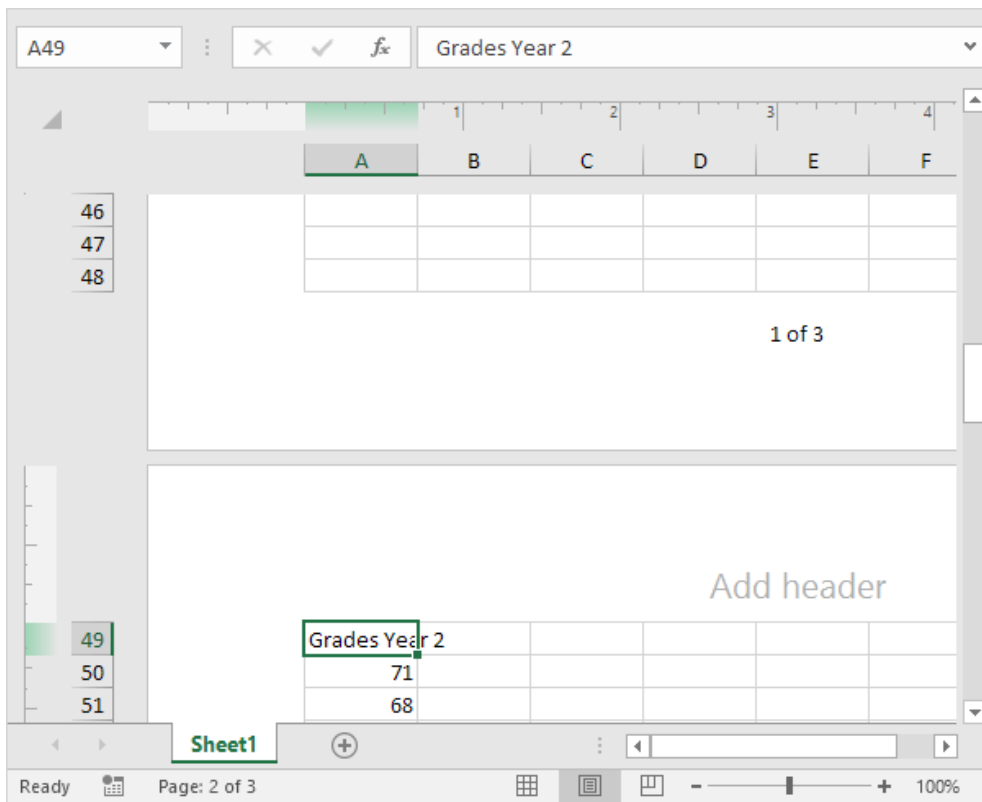 A49 fx Grades Year 2
1 2 3 4
A B C D E F
46
47
48
1 of 3
Add header
49 Grades Year 2
50 71
51 68
Sheet1
Ready Page: 2 of 3 100%